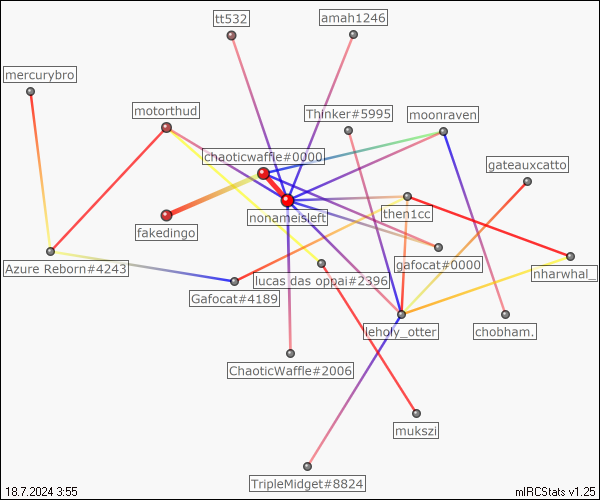 tt532
amah1246
mercurybro
motorthud
Thinker#5995
moonraven
Chaoticwaffle#0000
gateauxcatto
nonameisleft
then1cc
fakedingo
Azure Reborn#4243
gafocat#0000
nharwhal_
lucas das oppai#2396
Gafocat#4189
leholy_otter
chobham.
ChaoticWaffle#2006
mukszi
TripleMidget#8824
18.7.2024 3:55
mIRCStats v1.25